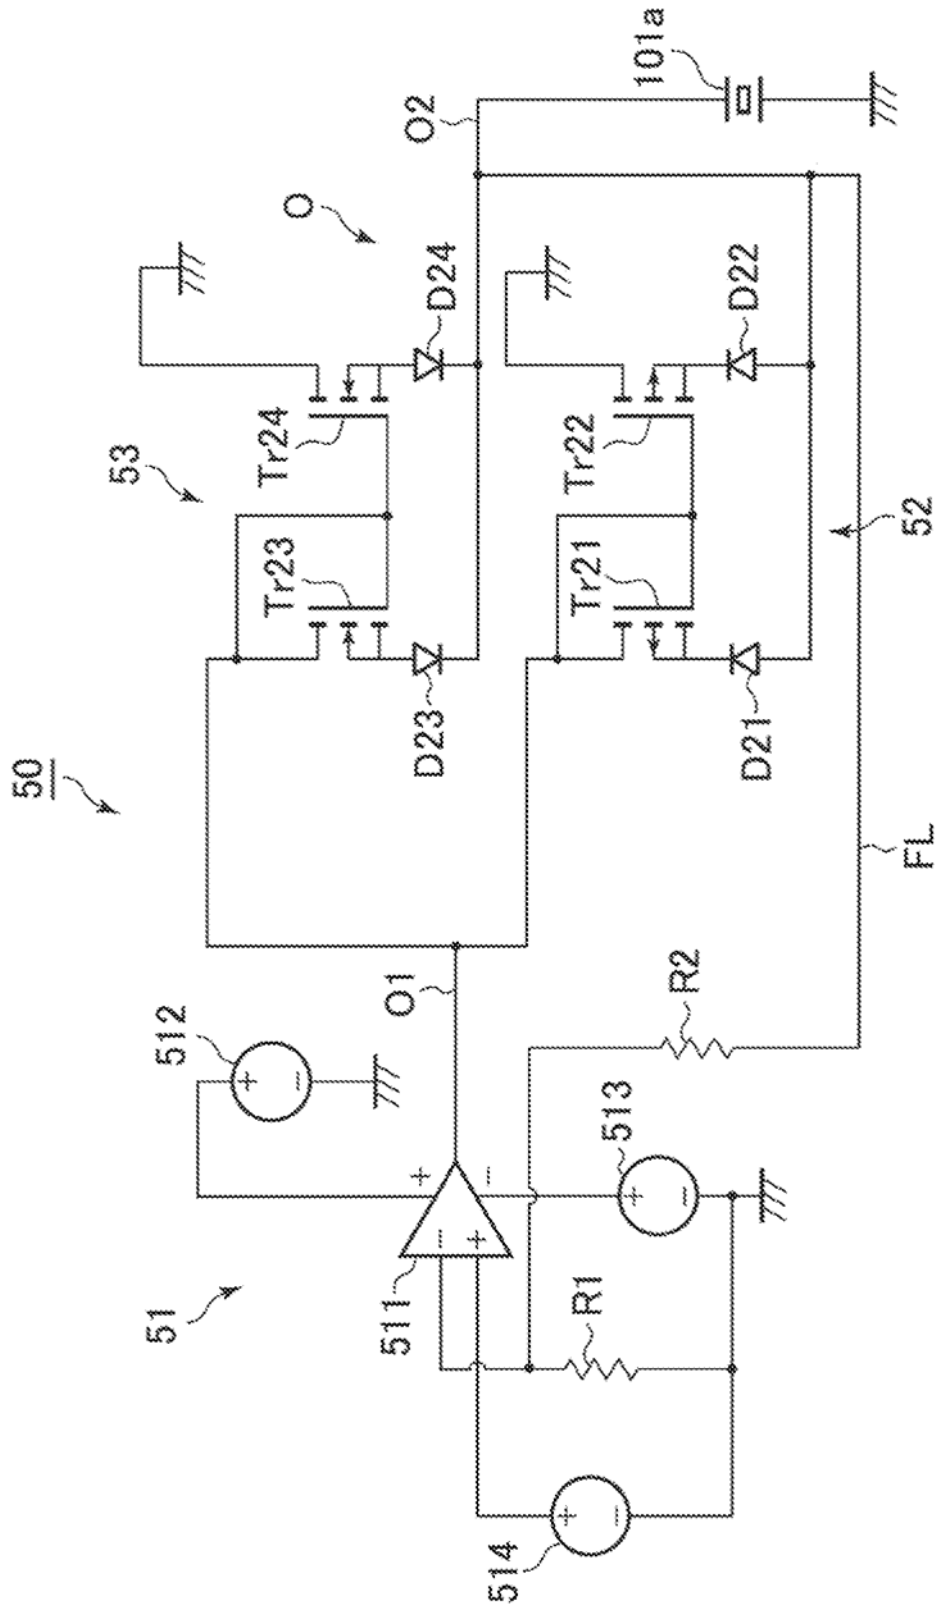 50
53
O
O2
101a
Tr23
Tr24
D23
D24
51
512
+
−
O1
511
+
−
−
+
Tr21
Tr22
D21
D22
52
513
+
−
R1
R2
514
+
−
FL